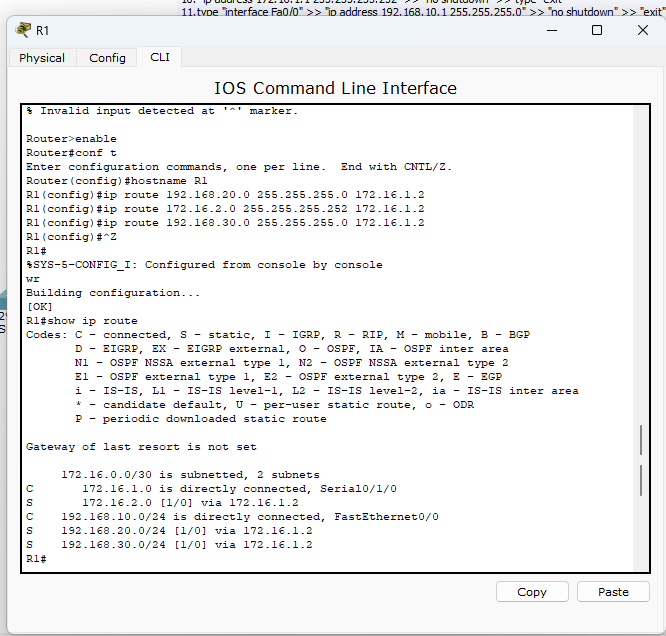 10. "ip address 172.16.1.1 255.255.255.252" >> "no shutdown" >> type "exit"
11.type "interface Fa0/0" >> "ip address 192.168.10.1 255.255.255.0" >> "no shutdown" >> "exit"
R1
Physical Config CLI
IOS Command Line Interface
% Invalid input detected at '^' marker.
Router>enable
Router#conf t
Enter configuration commands, one per line.  End with CNTL/Z.
Router(config)#hostname R1
R1(config)#ip route 192.168.20.0 255.255.255.0 172.16.1.2
R1(config)#ip route 172.16.2.0 255.255.255.252 172.16.1.2
R1(config)#ip route 192.168.30.0 255.255.255.0 172.16.1.2
R1(config)#^Z
R1#
%SYS-5-CONFIG_I: Configured from console by console
wr
Building configuration...
[OK]
R1#show ip route
Codes: C - connected, S - static, I - IGRP, R - RIP, M - mobile, B - BGP
D - EIGRP, EX - EIGRP external, O - OSPF, IA - OSPF inter area
N1 - OSPF NSSA external type 1, N2 - OSPF NSSA external type 2
E1 - OSPF external type 1, E2 - OSPF external type 2, E - EGP
i - IS-IS, L1 - IS-IS level-1, L2 - IS-IS level-2, ia - IS-IS inter area
* - candidate default, U - per-user static route, o - ODR
P - periodic downloaded static route
Gateway of last resort is not set
172.16.0.0/30 is subnetted, 2 subnets
C 172.16.1.0 is directly connected, Serial0/1/0
S 172.16.2.0 [1/0] via 172.16.1.2
C 192.168.10.0/24 is directly connected, FastEthernet0/0
S 192.168.20.0/24 [1/0] via 172.16.1.2
S 192.168.30.0/24 [1/0] via 172.16.1.2
R1#
Copy Paste